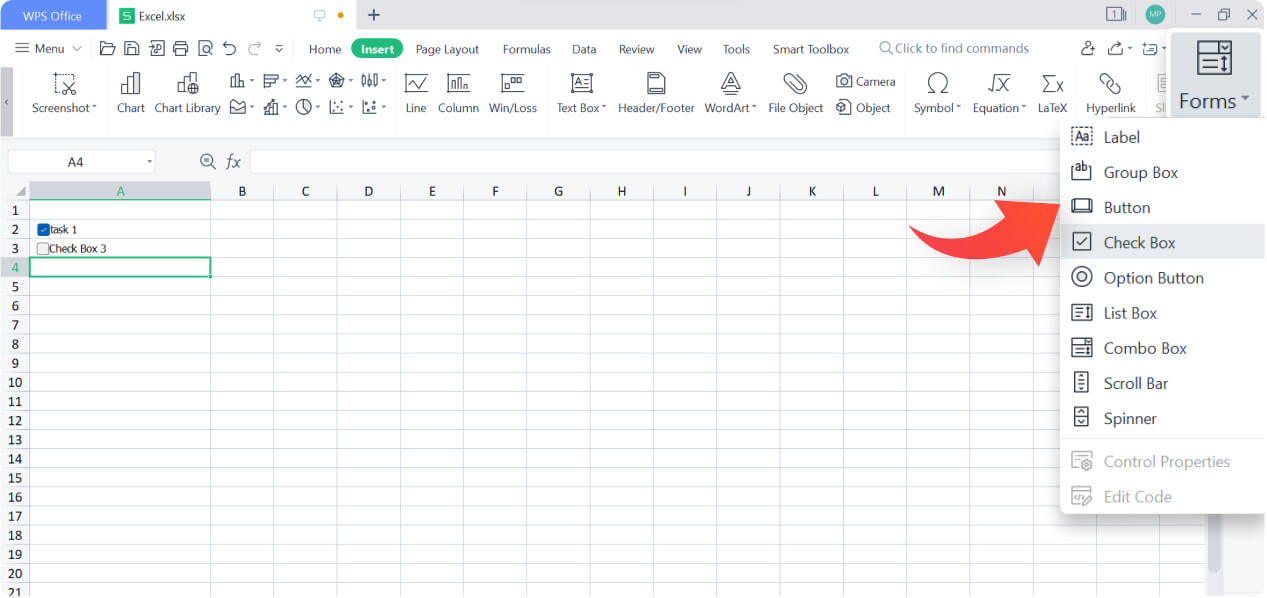 WPS Office S Excel.xlsx 1 MP
Menu Home Insert Page Layout Formulas Data Review View Tools Smart Toolbox Click to find commands
Screenshot Chart Chart Library Line Column Win/Loss Text Box Header/Footer WordArt File Object Camera Object Symbol Equation LaTeX Hyperlink Forms
A4 fx
A B C D E F G H I J K L M N
1
2 task 1
3 Check Box 3
4
5
6
7
8
9
10
11
12
13
14
15
16
17
18
19
20
21
Aa Label
ab Group Box
Button
Check Box
Option Button
List Box
Combo Box
Scroll Bar
Spinner
Control Properties
Edit Code